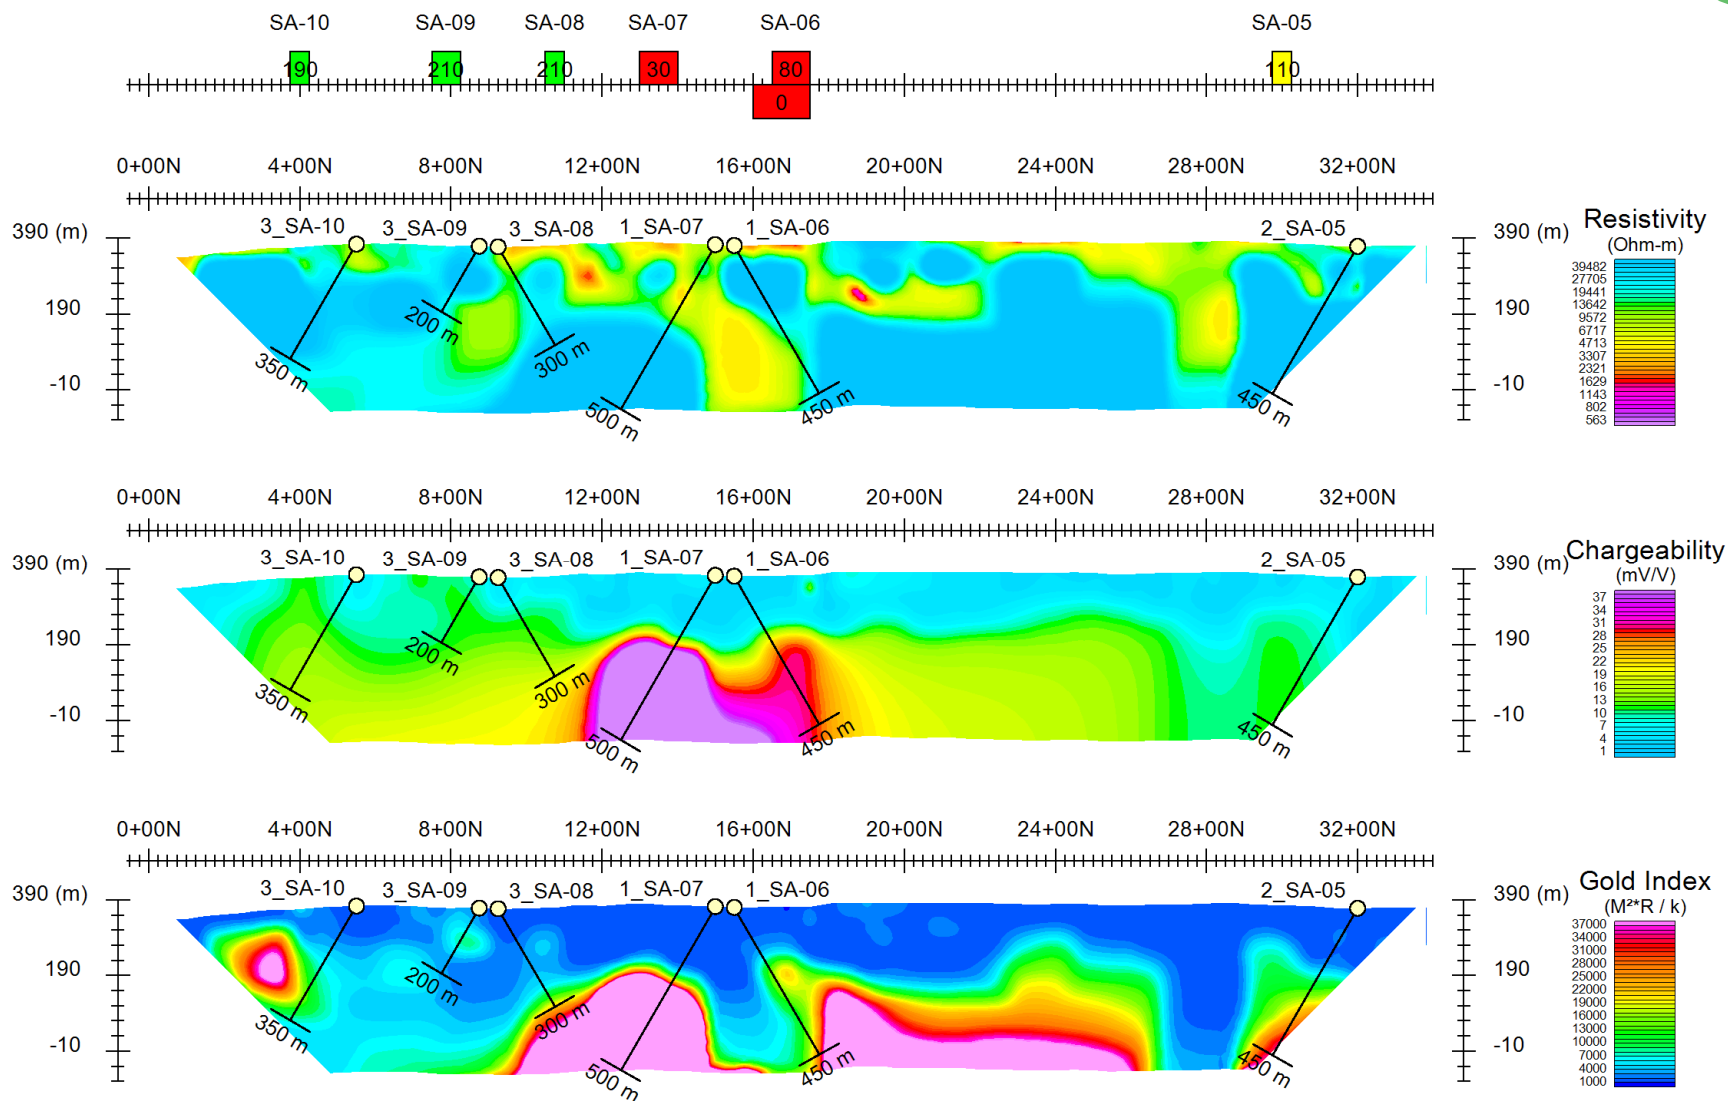 SA-10 SA-09 SA-08 SA-07 SA-06 SA-05
190 210 210 30 80 110
0
0+00N 4+00N 8+00N 12+00N 16+00N 20+00N 24+00N 28+00N 32+00N
390 (m) 3_SA-10 3_SA-09 3_SA-08 1_SA-07 1_SA-06 2_SA-05 390 (m)
190 190
-10 -10
350 m 200 m 300 m 500 m 450 m 450 m
Resistivity
(Ohm-m)
39482
27705
19441
13642
9572
6717
4713
3307
2321
1629
1143
802
563
0+00N 4+00N 8+00N 12+00N 16+00N 20+00N 24+00N 28+00N 32+00N
390 (m) 3_SA-10 3_SA-09 3_SA-08 1_SA-07 1_SA-06 2_SA-05 390 (m)
190 190
-10 -10
350 m 200 m 300 m 500 m 450 m 450 m
Chargeability
(mV/V)
37
34
31
28
25
22
19
16
13
10
7
4
1
0+00N 4+00N 8+00N 12+00N 16+00N 20+00N 24+00N 28+00N 32+00N
390 (m) 3_SA-10 3_SA-09 3_SA-08 1_SA-07 1_SA-06 2_SA-05 390 (m)
190 190
-10 -10
350 m 200 m 300 m 500 m 450 m 450 m
Gold Index
(M²*R / k)
37000
34000
31000
28000
25000
22000
19000
16000
13000
10000
7000
4000
1000